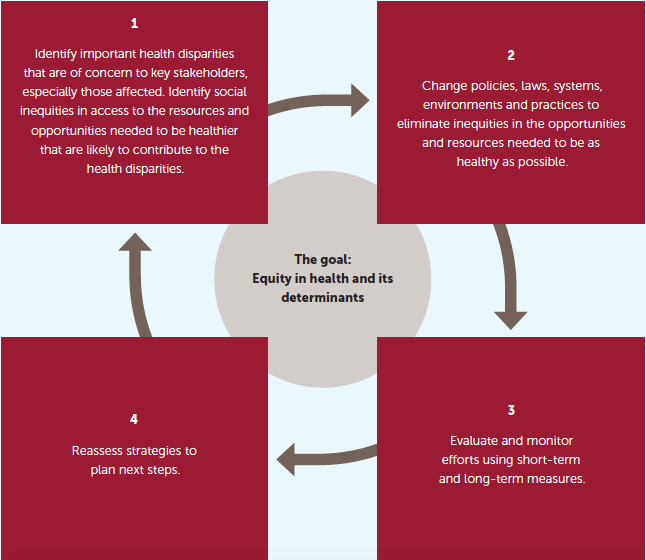 1
Identify important health disparities
that are of concern to key stakeholders,
especially those affected. Identify social
inequities in access to the resources and
opportunities needed to be healthier
that are likely to contribute to the
health disparities.
2
Change policies, laws, systems,
environments and practices to
eliminate inequities in the opportunities
and resources needed to be as
healthy as possible.
The goal:
Equity in health and its
determinants
3
Evaluate and monitor
efforts using short-term
and long-term measures.
4
Reassess strategies to
plan next steps.